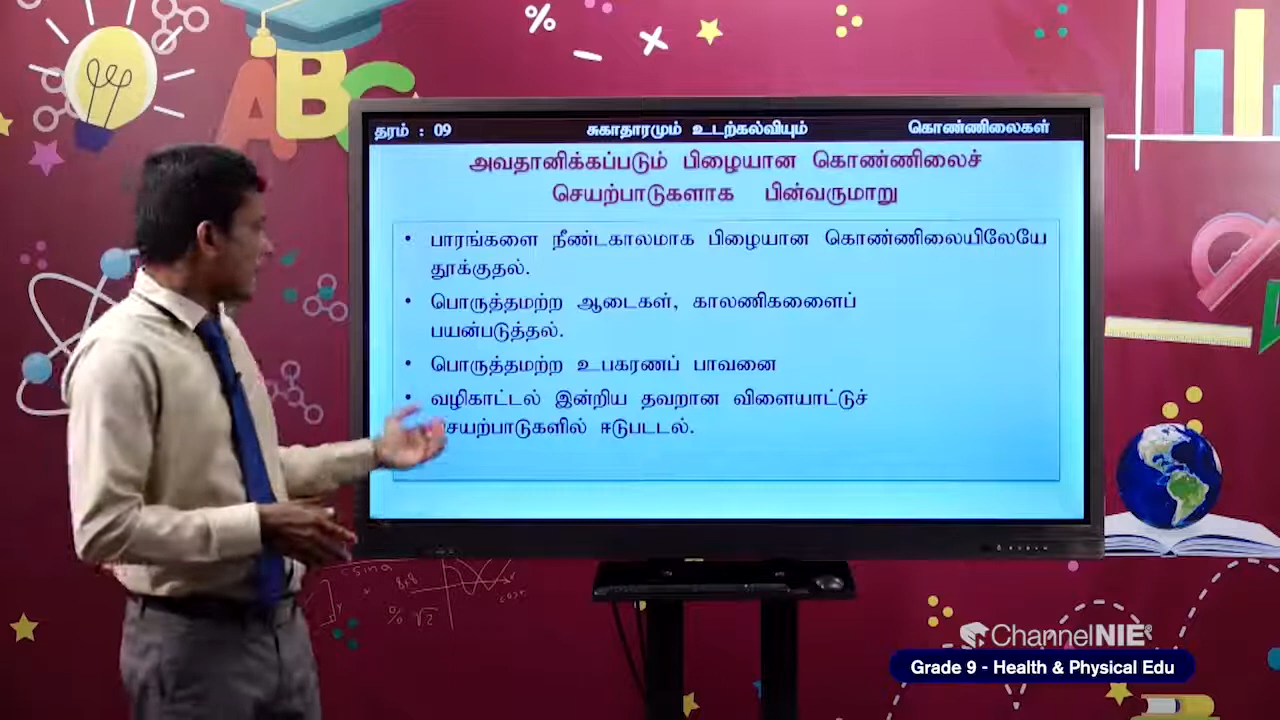 ABC
தரம் : 09 சுகாதாரமும் உடற்கல்வியும் கொண்ணிலைகள்
அவதானிக்கப்படும் பிழையான கொண்ணிலைச்
செயற்பாடுகளாக பின்வருமாறு
• பாரங்களை நீண்டகாலமாக பிழையான கொண்ணிலையிலேயே
தூக்குதல்.
• பொருத்தமற்ற ஆடைகள், காலணிகளைைப்
பயன்படுத்தல்.
• பொருத்தமற்ற உபகரணப் பாவனை
• வழிகாட்டல் இன்றிய தவறான விளையாட்டுச்
செயற்பாடுகளில் ஈடுபடடல்.
% √2
ChannelNIE
Grade 9 - Health & Physical Edu